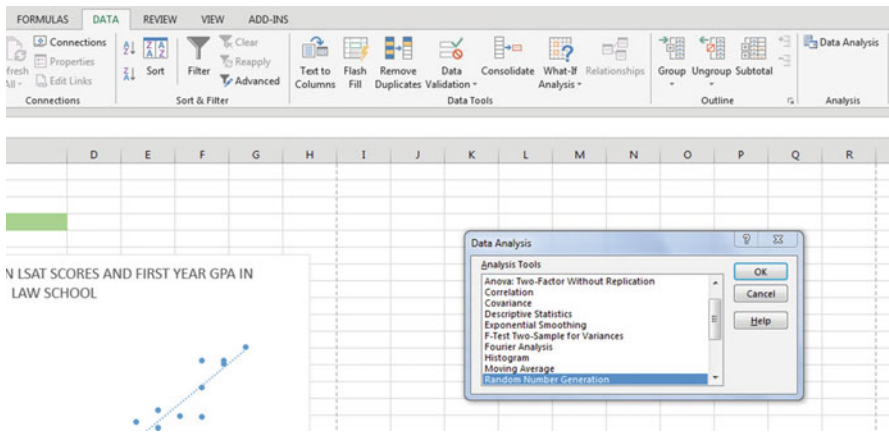 FORMULAS DATA REVIEW VIEW ADD-INS
Connections
Properties
Edit Links
fresh
All
Connections
Sort
Filter
Clear
Reapply
Advanced
Sort & Filter
Text to Columns
Flash Fill
Remove Duplicates
Data Validation
Consolidate
What-If Analysis
Relationships
Data Tools
Group
Ungroup
Subtotal
Outline
Data Analysis
Analysis
D E F G H I J K L M N O P Q R
N LSAT SCORES AND FIRST YEAR GPA IN
LAW SCHOOL
Data Analysis
Analysis Tools
Anova: Two-Factor Without Replication
Correlation
Covariance
Descriptive Statistics
Exponential Smoothing
F-Test Two-Sample for Variances
Fourier Analysis
Histogram
Moving Average
Random Number Generation
OK
Cancel
Help